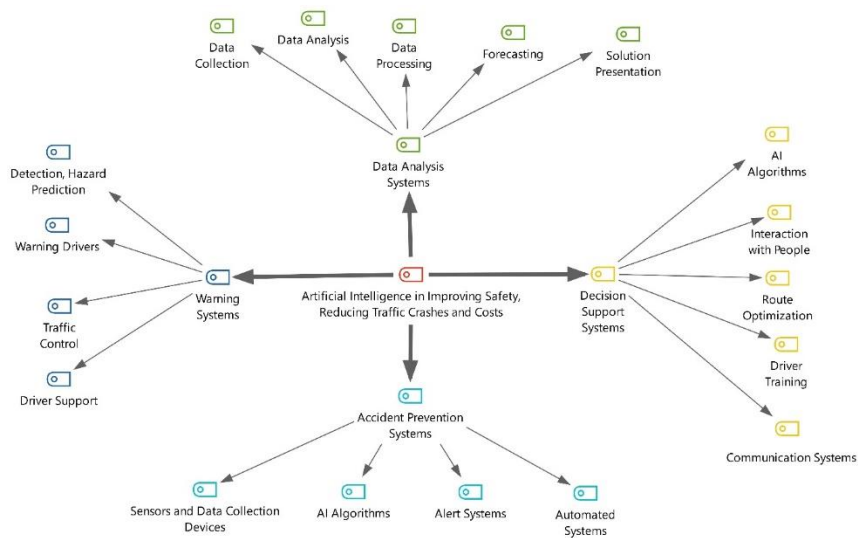 Data
Collection
Data Analysis
Data
Processing
Forecasting
Solution
Presentation
Data Analysis
Systems
Detection, Hazard
Prediction
Warning Drivers
Traffic
Control
Driver Support
Warning
Systems
Artificial Intelligence in Improving Safety,
Reducing Traffic Crashes and Costs
Decision
Support
Systems
AI
Algorithms
Interaction
with People
Route
Optimization
Driver
Training
Communication Systems
Accident Prevention
Systems
Sensors and Data Collection
Devices
AI Algorithms
Alert Systems
Automated
Systems